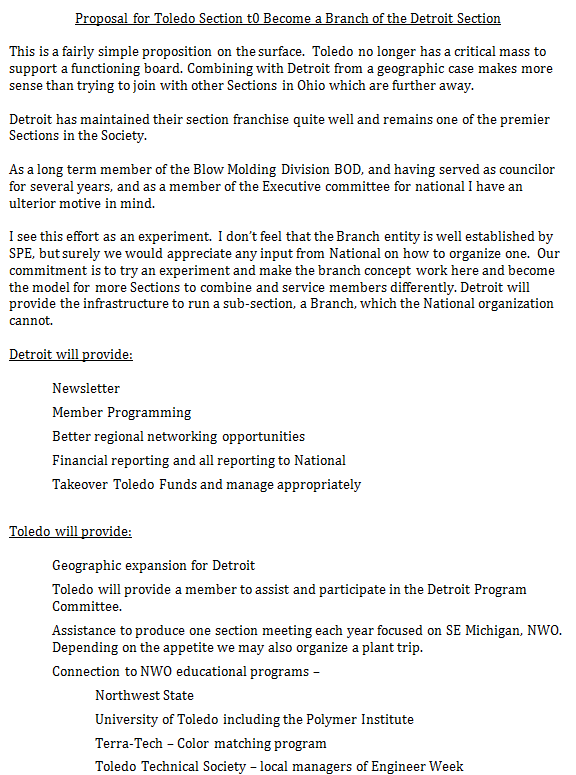 Proposal for Toledo Section t0 Become a Branch of the Detroit Section
This is a fairly simple proposition on the surface.  Toledo no longer has a critical mass to
support a functioning board. Combining with Detroit from a geographic case makes more
sense than trying to join with other Sections in Ohio which are further away.
Detroit has maintained their section franchise quite well and remains one of the premier
Sections in the Society.
As a long term member of the Blow Molding Division BOD, and having served as councilor
for several years, and as a member of the Executive committee for national I have an
ulterior motive in mind.
I see this effort as an experiment.  I don't feel that the Branch entity is well established by
SPE, but surely we would appreciate any input from National on how to organize one.  Our
commitment is to try an experiment and make the branch concept work here and become
the model for more Sections to combine and service members differently. Detroit will
provide the infrastructure to run a sub-section, a Branch, which the National organization
cannot.
Detroit will provide:
Newsletter
Member Programming
Better regional networking opportunities
Financial reporting and all reporting to National
Takeover Toledo Funds and manage appropriately
Toledo will provide:
Geographic expansion for Detroit
Toledo will provide a member to assist and participate in the Detroit Program
Committee.
Assistance to produce one section meeting each year focused on SE Michigan, NWO.
Depending on the appetite we may also organize a plant trip.
Connection to NWO educational programs –
Northwest State
University of Toledo including the Polymer Institute
Terra-Tech – Color matching program
Toledo Technical Society – local managers of Engineer Week